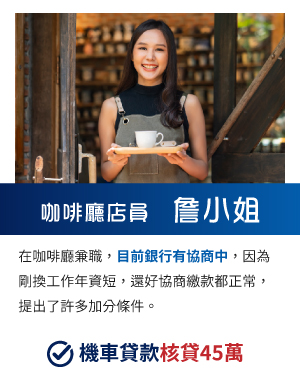 咖啡廳店員 詹小姐
在咖啡廳兼職，目前銀行有協商中，因為
剛換工作年資短，還好協商繳款都正常，
提出了許多加分條件。
機車貸款核貸45萬